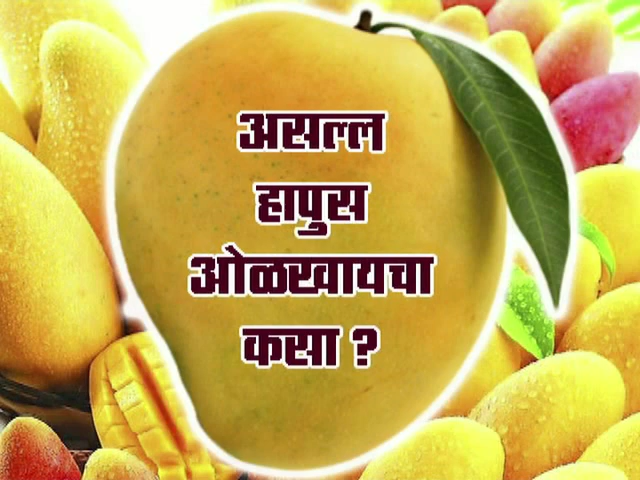 असल्ल
हापुस
ओळखायचा
कसा ?